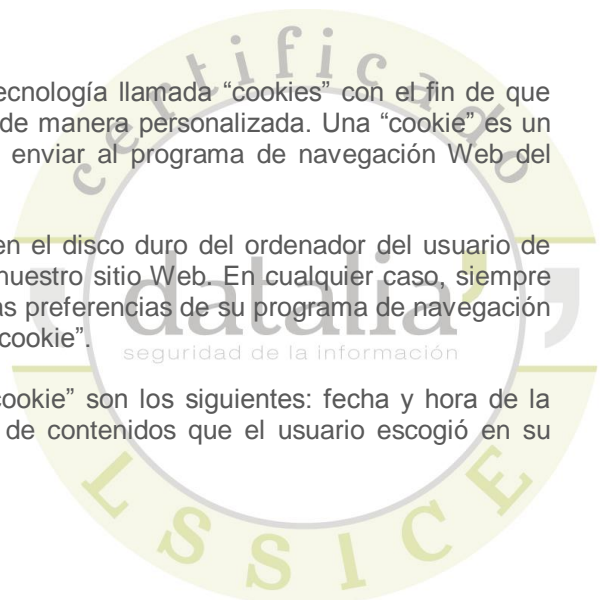 certificado
ecnología llamada “cookies” con el fin de que
de manera personalizada. Una “cookie” es un
enviar al programa de navegación Web del
en el disco duro del ordenador del usuario de
nuestro sitio Web. En cualquier caso, siempre
as preferencias de su programa de navegación
cookie”.
datalia
seguridad de la información
cookie” son los siguientes: fecha y hora de la
de contenidos que el usuario escogió en su
LSSICE